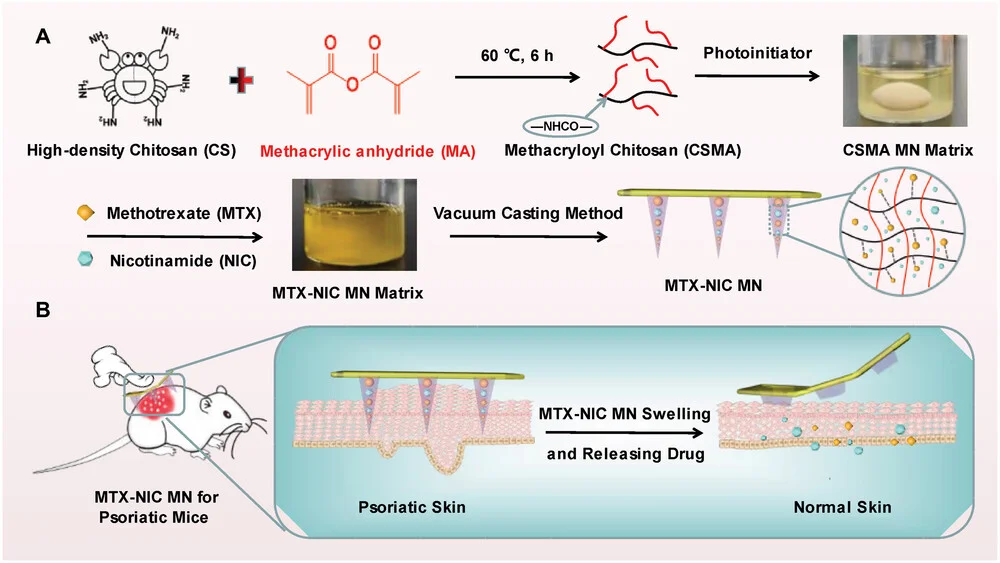 A
NH₂
NH₂
NH₂
NH₂
NH₂
NH₂
60 ℃, 6 h
Photoinitiator
O
O
O
—NHCO—
High-density Chitosan (CS)
Methacrylic anhydride (MA)
Methacryloyl Chitosan (CSMA)
CSMA MN Matrix
Methotrexate (MTX)
Nicotinamide (NIC)
Vacuum Casting Method
MTX-NIC MN Matrix
MTX-NIC MN
B
MTX-NIC MN for
Psoriatic Mice
MTX-NIC MN Swelling
and Releasing Drug
Psoriatic Skin
Normal Skin